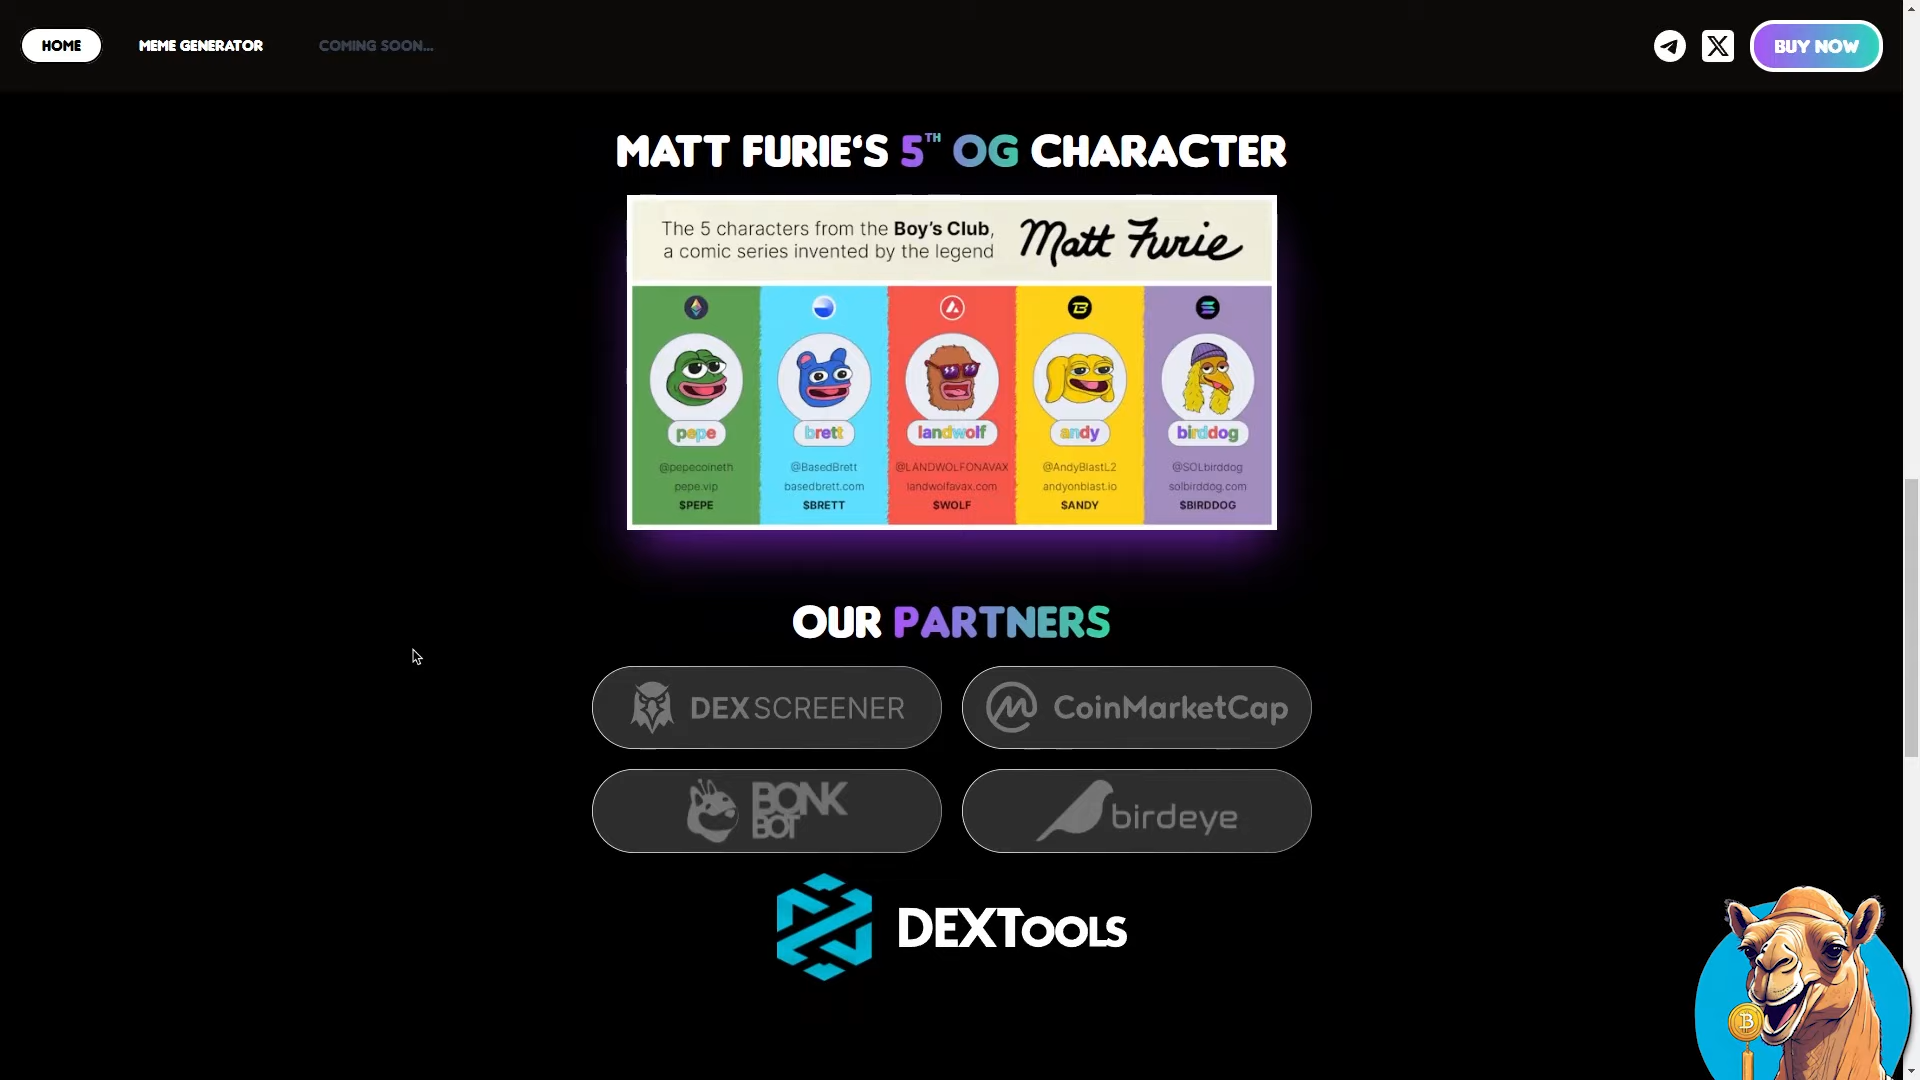 HOME
MEME GENERATOR
COMING SOON...
BUY NOW
MATT FURIE‘S 5TH OG CHARACTER
The 5 characters from the Boy's Club,
a comic series invented by the legend
Matt Furie
pepe
brett
landwolf
andy
birddog
@pepecoineth
@BasedBrett
@LANDWOLFONAVAX
@AndyBlastL2
@SOLbirddog
pepe.vip
basedbrett.com
landwolfavax.com
andyonblast.io
solbirddog.com
$PEPE
$BRETT
$WOLF
$ANDY
$BIRDDOG
OUR PARTNERS
DEXSCREENER
CoinMarketCap
BONK
BOT
birdeye
DEXTools